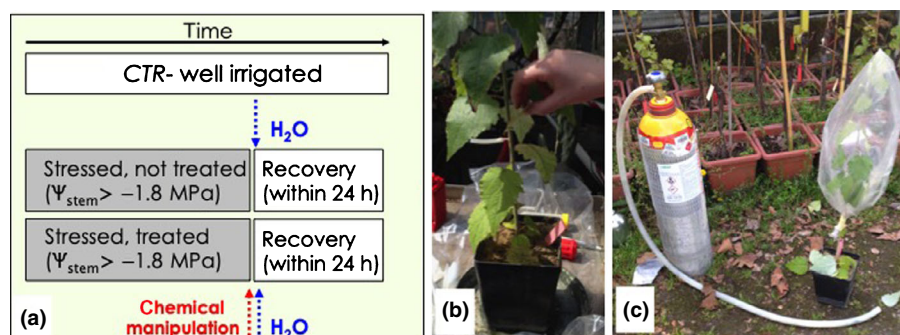 Time
CTR- well irrigated
H₂O
Stressed, not treated
(Ψstem> −1.8 MPa)
Recovery
(within 24 h)
Stressed, treated
(Ψstem> −1.8 MPa)
Recovery
(within 24 h)
Chemical
manipulation
H₂O
(a)
(b)
(c)